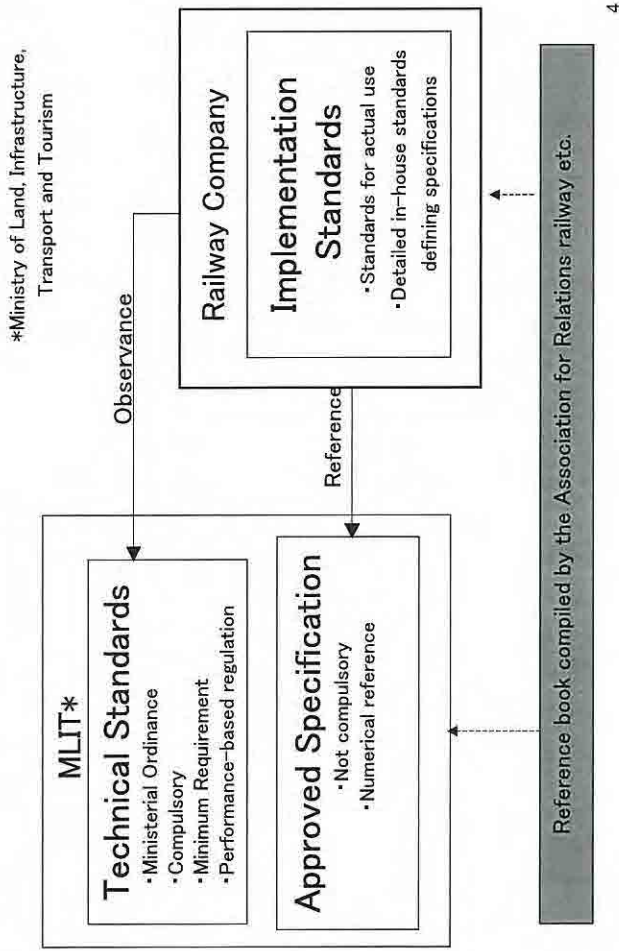 *Ministry of Land, Infrastructure,
Transport and Tourism
MLIT*
Technical Standards
・Ministerial Ordinance
・Compulsory
・Minimum Requirement
・Performance-based regulation
Approved Specification
・Not compulsory
・Numerical reference
Observance
Reference
Railway Company
Implementation
Standards
・Standards for actual use
・Detailed in-house standards
defining specifications
Reference book compiled by the Association for Relations railway etc.
4